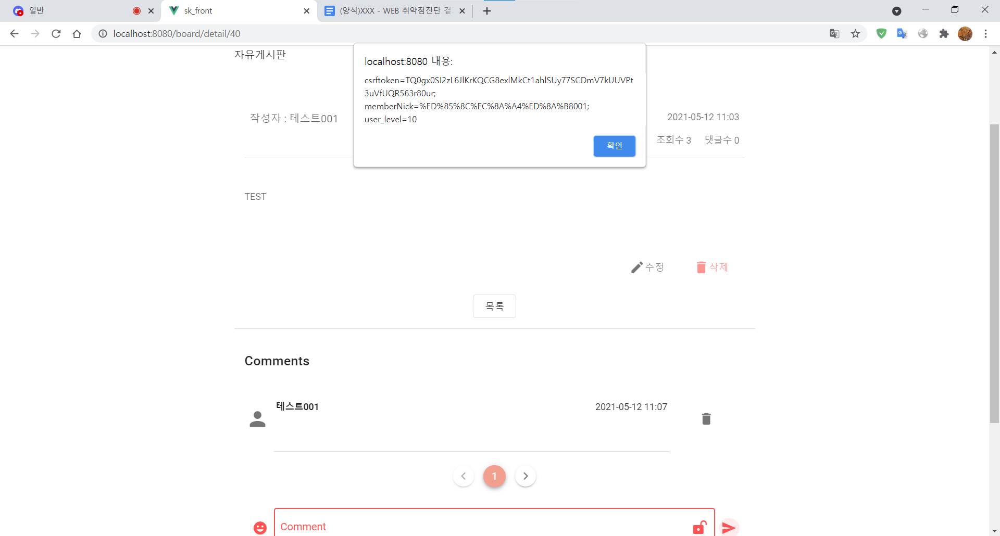 일반
sk_front
(양식)XXX - WEB 취약점진단 결
localhost:8080/board/detail/40
자유게시판
localhost:8080 내용:
csrftoken=TQ0gx0SI2zL6JlKrKQCG8exlMkCt1ahlSUy77SCDmV7kUUVPt
3uVfUQR563r80ur;
memberNick=%ED%85%8C%EC%8A%A4%ED%8A%B8001;
user_level=10
확인
작성자 : 테스트001
2021-05-12 11:03
조회수 3 댓글수 0
TEST
수정 삭제
목록
Comments
테스트001
2021-05-12 11:07
1
Comment